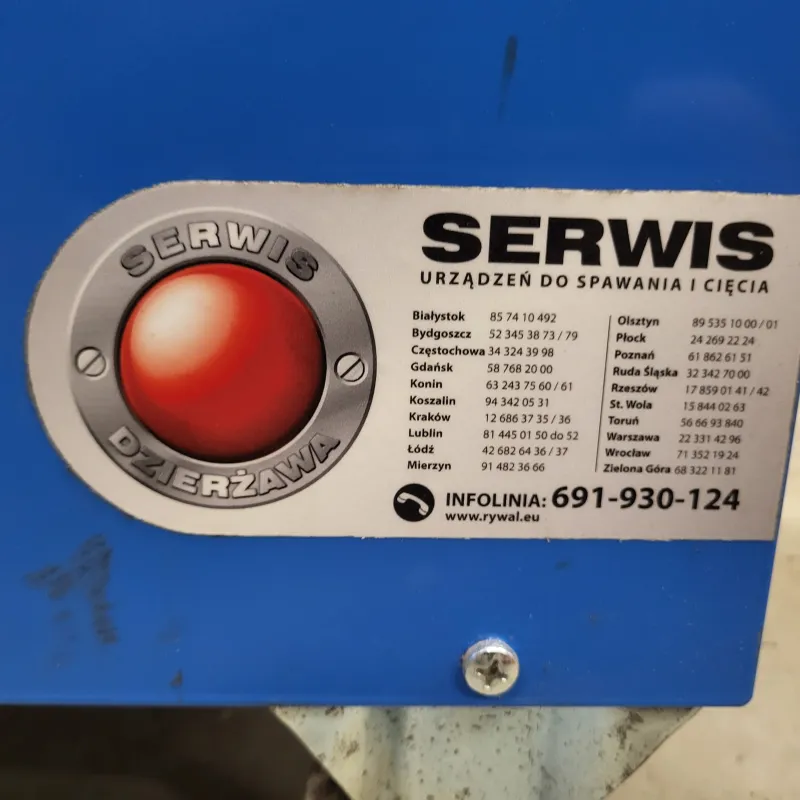 SERWIS
DZIERŻAWA
SERWIS
URZĄDZEŃ DO SPAWANIA I CIĘCIA
Białystok 85 74 10 492
Bydgoszcz 52 345 38 73 / 79
Częstochowa 34 324 39 98
Gdańsk 58 768 20 00
Konin 63 243 75 60 / 61
Koszalin 94 342 05 31
Kraków 12 686 37 35 / 36
Lublin 81 445 01 50 do 52
Łódź 42 682 64 36 / 37
Mierzyn 91 482 36 66
Olsztyn 89 535 10 00 / 01
Płock 24 269 22 24
Poznań 61 862 61 51
Ruda Śląska 32 342 70 00
Rzeszów 17 859 01 41 / 42
St. Wola 15 844 02 63
Toruń 56 66 93 840
Warszawa 22 331 42 96
Wrocław 71 352 19 24
Zielona Góra 68 322 11 81
INFOLINIA: 691-930-124
www.rywal.eu